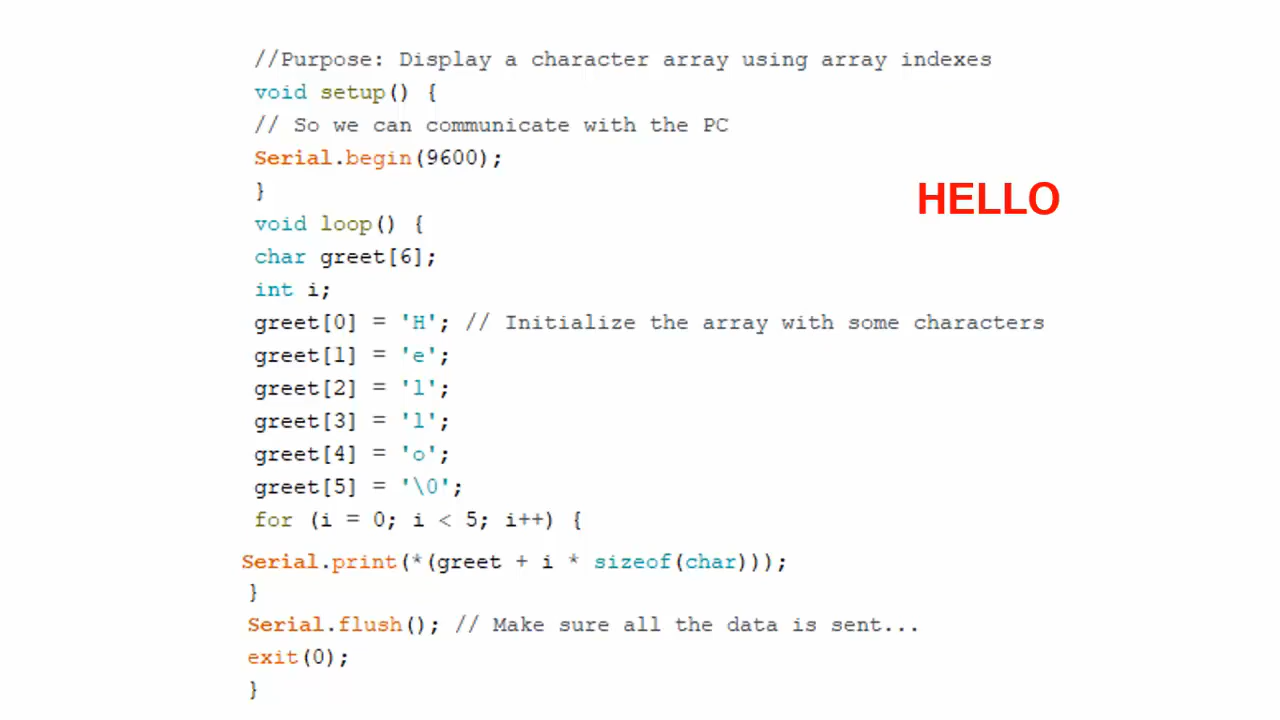 //Purpose: Display a character array using array indexes
void setup() {
// So we can communicate with the PC
Serial.begin(9600);
}
HELLO
void loop() {
char greet[6];
int i;
greet[0] = 'H'; // Initialize the array with some characters
greet[1] = 'e';
greet[2] = 'l';
greet[3] = 'l';
greet[4] = 'o';
greet[5] = '\0';
for (i = 0; i < 5; i++) {
Serial.print(*(greet + i * sizeof(char)));
}
Serial.flush(); // Make sure all the data is sent...
exit(0);
}